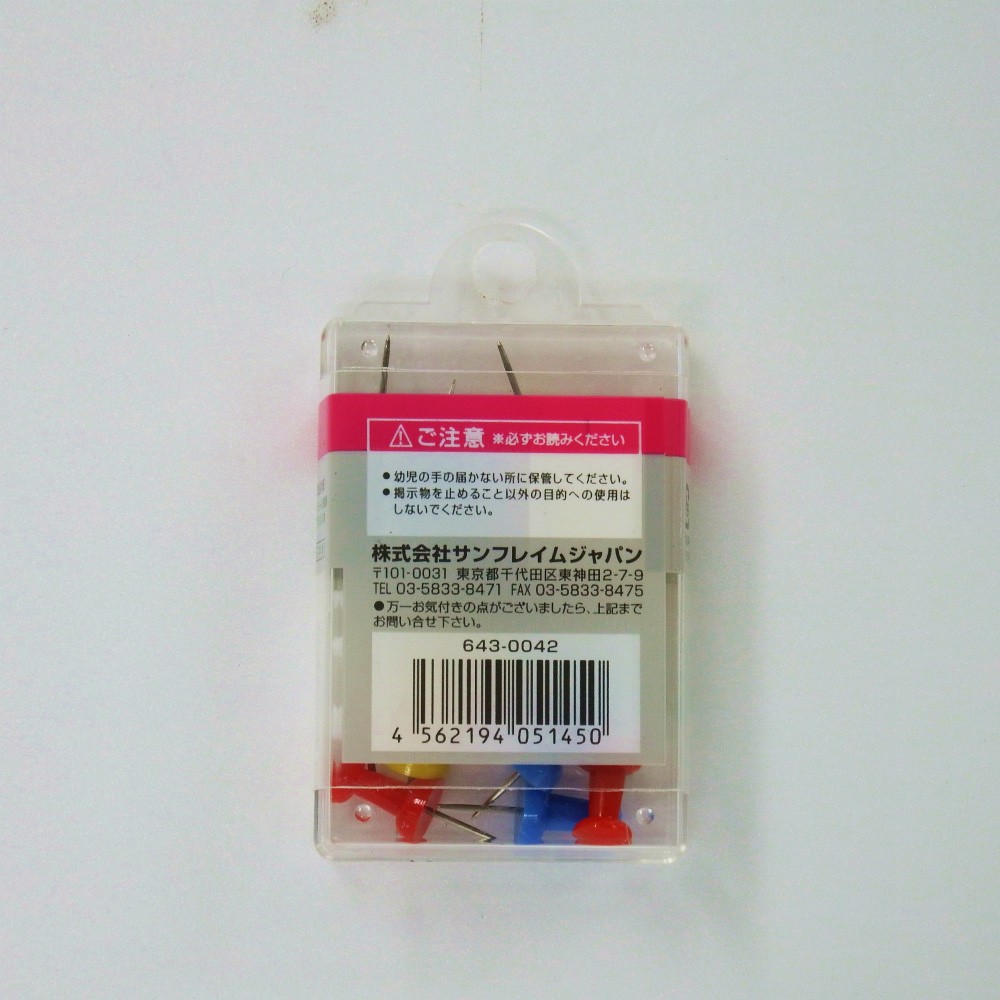 ⚠ご注意 ※必ずお読みください
●幼児の手の届かない所に保管してください。
●掲示物を止めること以外の目的への使用は
しないでください。
株式会社サンフレイムジャパン
〒101-0031 東京都千代田区東神田2-7-9
TEL 03-5833-8471 FAX 03-5833-8475
●万一お気付きの点がございましたら、上記まで
お問い合せ下さい。
643-0042
4 562194 051450